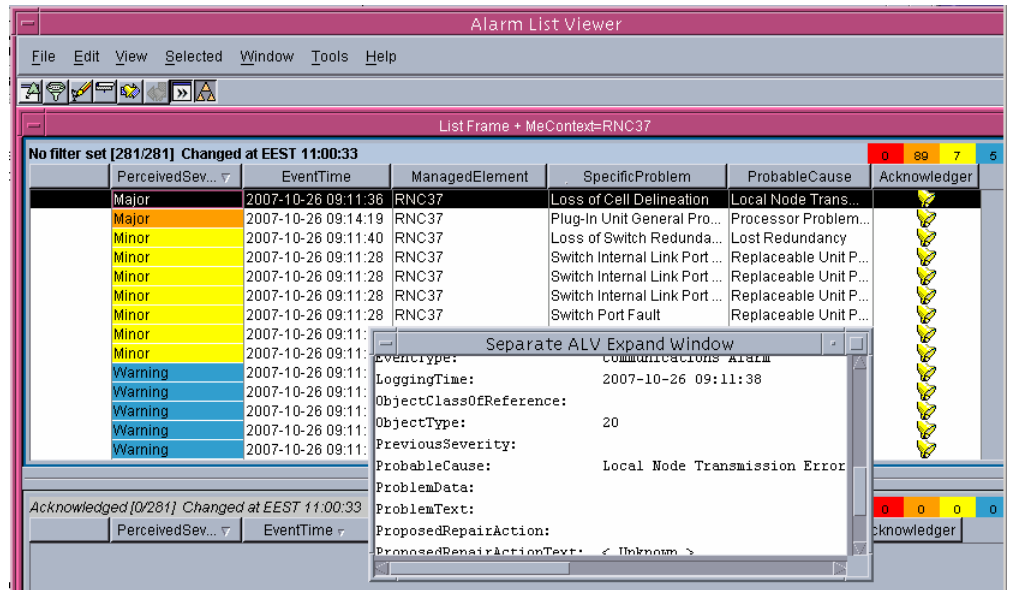 Alarm List Viewer
File Edit View Selected Window Tools Help
List Frame + MeContext=RNC37
No filter set [281/281] Changed at EEST 11:00:33 0 89 7 5
PerceivedSev... EventTime ManagedElement SpecificProblem ProbableCause Acknowledger
Major 2007-10-26 09:11:36 RNC37 Loss of Cell Delineation Local Node Trans...
Major 2007-10-26 09:14:19 RNC37 Plug-In Unit General Pro... Processor Problem...
Minor 2007-10-26 09:11:40 RNC37 Loss of Switch Redunda... Lost Redundancy
Minor 2007-10-26 09:11:28 RNC37 Switch Internal Link Port ... Replaceable Unit P...
Minor 2007-10-26 09:11:28 RNC37 Switch Internal Link Port ... Replaceable Unit P...
Minor 2007-10-26 09:11:28 RNC37 Switch Internal Link Port ... Replaceable Unit P...
Minor 2007-10-26 09:11:28 RNC37 Switch Port Fault Replaceable Unit P...
Minor 2007-10-26 09:11:
Minor 2007-10-26 09:11:
Warning 2007-10-26 09:11:
Warning 2007-10-26 09:11:
Warning 2007-10-26 09:11:
Warning 2007-10-26 09:11:
Warning 2007-10-26 09:11:
Separate ALV Expand Window
EventType: Communications Alarm
LoggingTime: 2007-10-26 09:11:38
ObjectClassOfReference:
ObjectType: 20
PreviousSeverity:
ProbableCause: Local Node Transmission Error
ProblemData:
ProblemText:
ProposedRepairAction:
ProposedRepairActionText: < Unknown >
Acknowledged [0/281] Changed at EEST 11:00:33 0 0 0 0
PerceivedSev... EventTime cknowledger